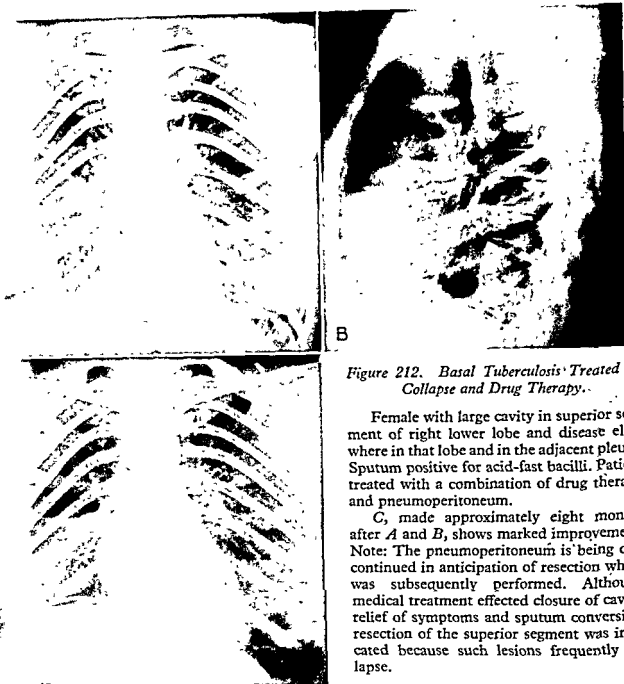 B
Figure 212. Basal Tuberculosis Treated
Collapse and Drug Therapy.
Female with large cavity in superior se
ment of right lower lobe and disease el
where in that lobe and in the adjacent pleu
Sputum positive for acid-fast bacilli. Patie
treated with a combination of drug thera
and pneumoperitoneum.
C, made approximately eight mon
after A and B, shows marked improveme
Note: The pneumoperitoneum is being c
continued in anticipation of resection wh
was subsequently performed. Althou
medical treatment effected closure of cav
relief of symptoms and sputum conversi
resection of the superior segment was in
cated because such lesions frequently
lapse.